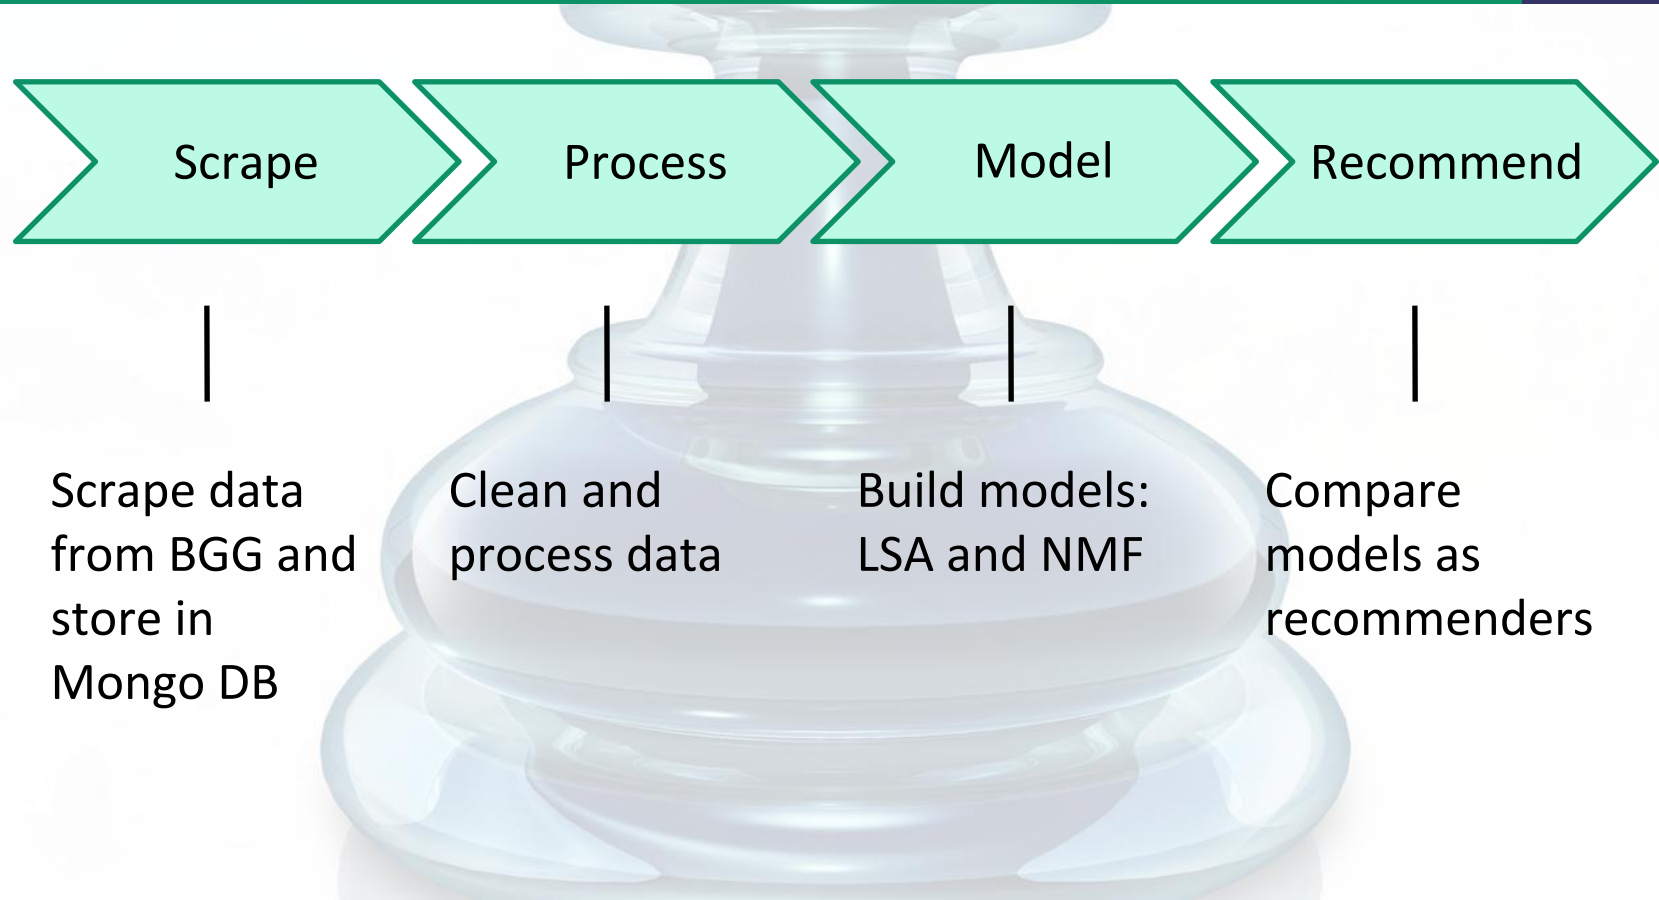 Scrape
Process
Model
Recommend
Scrape data
from BGG and
store in
Mongo DB
Clean and
process data
Build models:
LSA and NMF
Compare
models as
recommenders